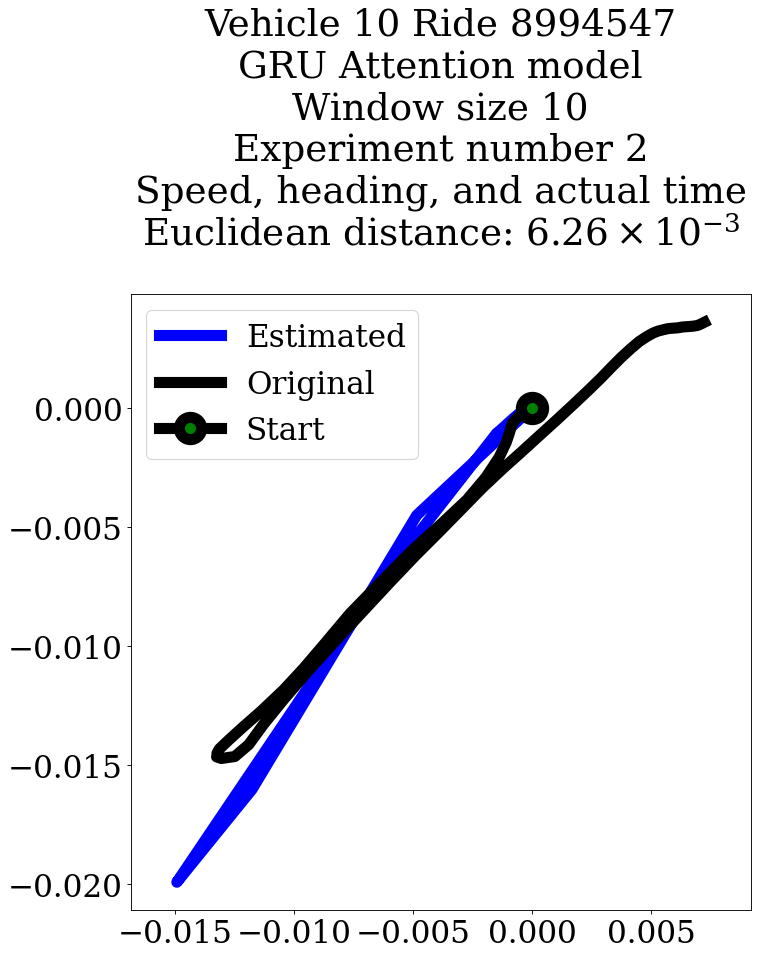 Vehicle 10 Ride 8994547
GRU Attention model
Window size 10
Experiment number 2
Speed, heading, and actual time
Euclidean distance: 6.26 × 10⁻³
Estimated
Original
Start
0.000
−0.005
−0.010
−0.015
−0.020
−0.015 −0.010 −0.005 0.000 0.005